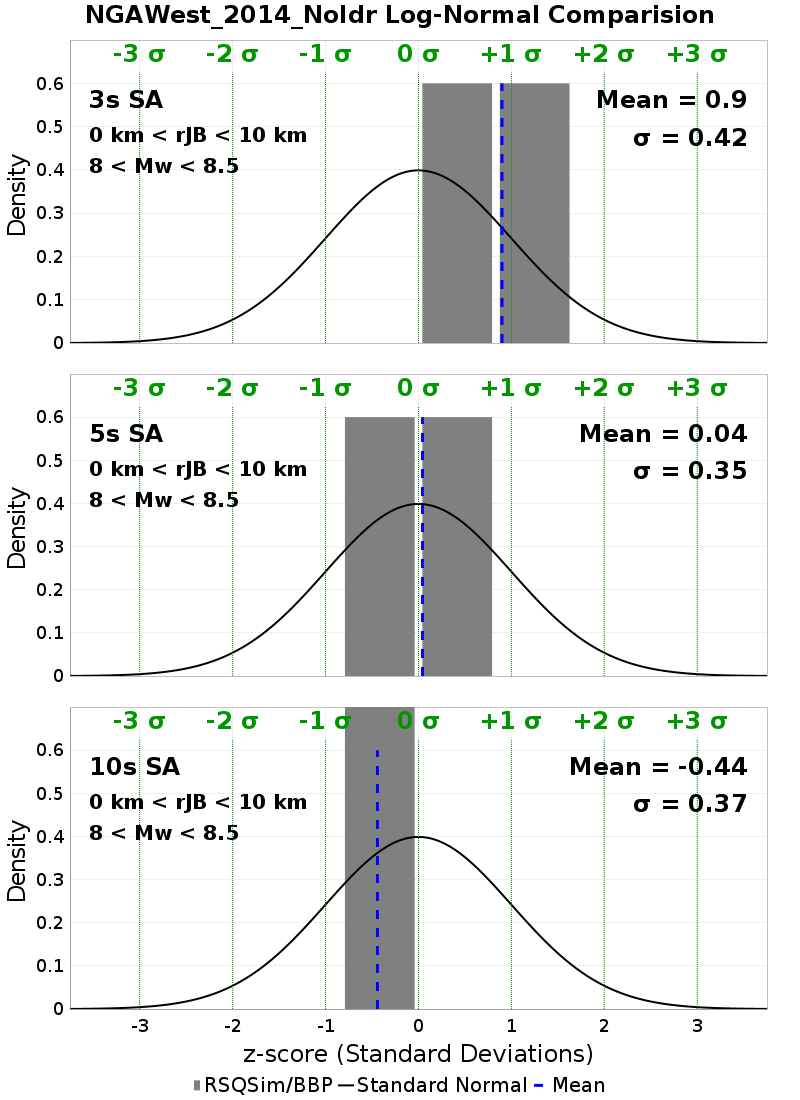 NGAWest_2014_NoIdr Log-Normal Comparision
-3 σ -2 σ -1 σ 0 σ +1 σ +2 σ +3 σ
0.6
0.5
0.4
0.3
0.2
0.1
0
Density
3s SA
0 km < rJB < 10 km
8 < Mw < 8.5
Mean = 0.9
σ = 0.42
-3 σ -2 σ -1 σ 0 σ +1 σ +2 σ +3 σ
0.6
0.5
0.4
0.3
0.2
0.1
0
Density
5s SA
0 km < rJB < 10 km
8 < Mw < 8.5
Mean = 0.04
σ = 0.35
-3 σ -2 σ -1 σ 0 σ +1 σ +2 σ +3 σ
0.6
0.5
0.4
0.3
0.2
0.1
0
Density
10s SA
0 km < rJB < 10 km
8 < Mw < 8.5
Mean = -0.44
σ = 0.37
-3 -2 -1 0 1 2 3
z-score (Standard Deviations)
RSQSim/BBP Standard Normal Mean